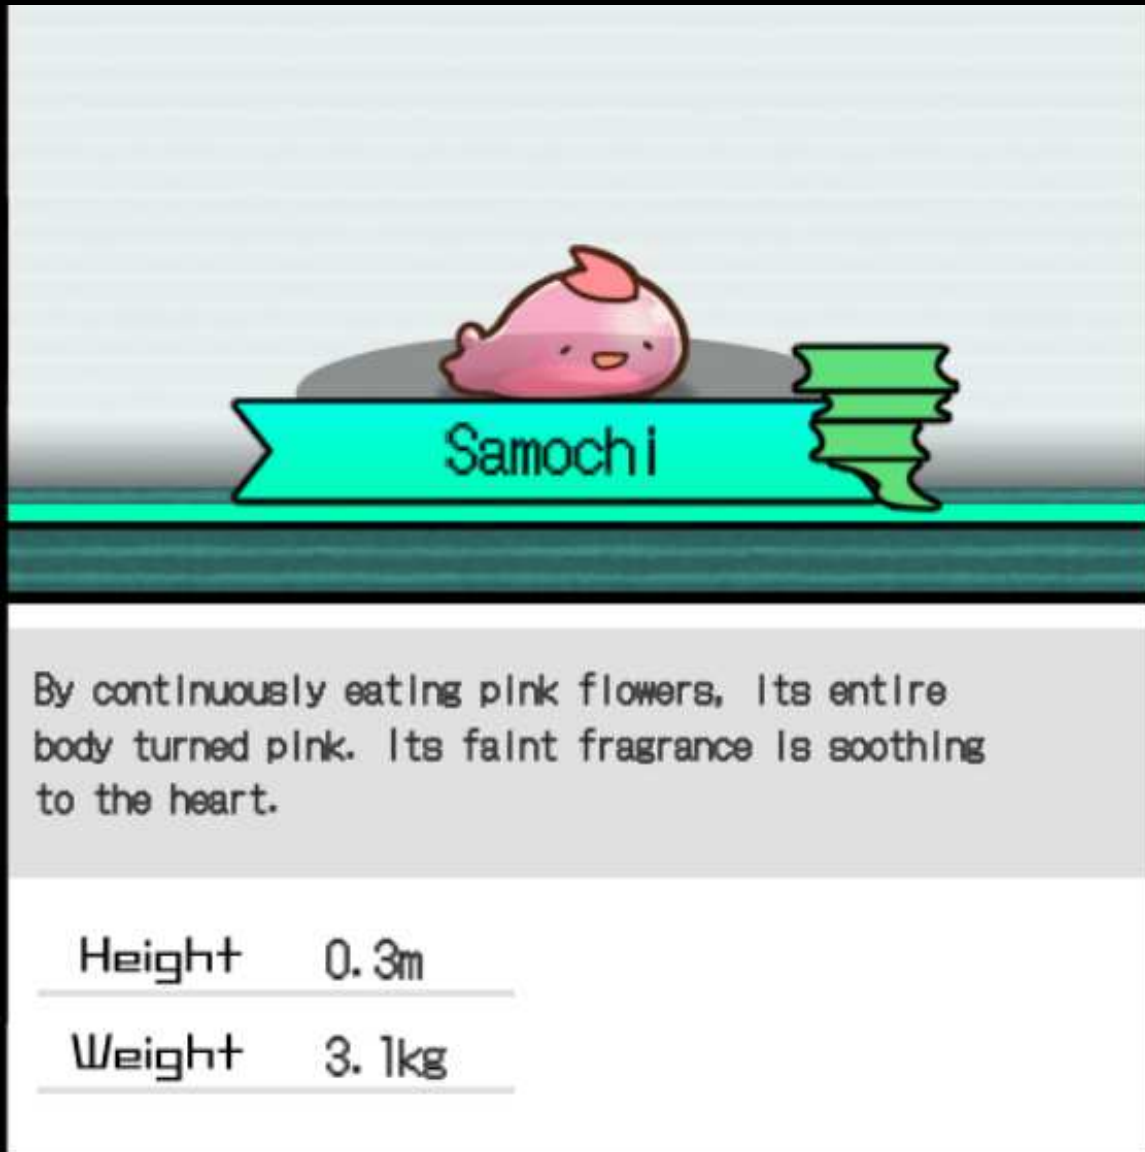 Samochi
By continuously eating pink flowers, its entire
body turned pink. Its faint fragrance is soothing
to the heart.
Height 0.3m
Weight 3.1kg